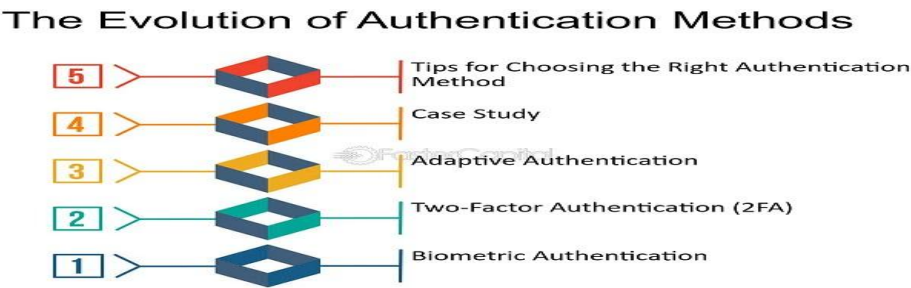 The Evolution of Authentication Methods
5
Tips for Choosing the Right Authentication
Method
4
Case Study
FasterCapital
3
Adaptive Authentication
2
Two-Factor Authentication (2FA)
1
Biometric Authentication